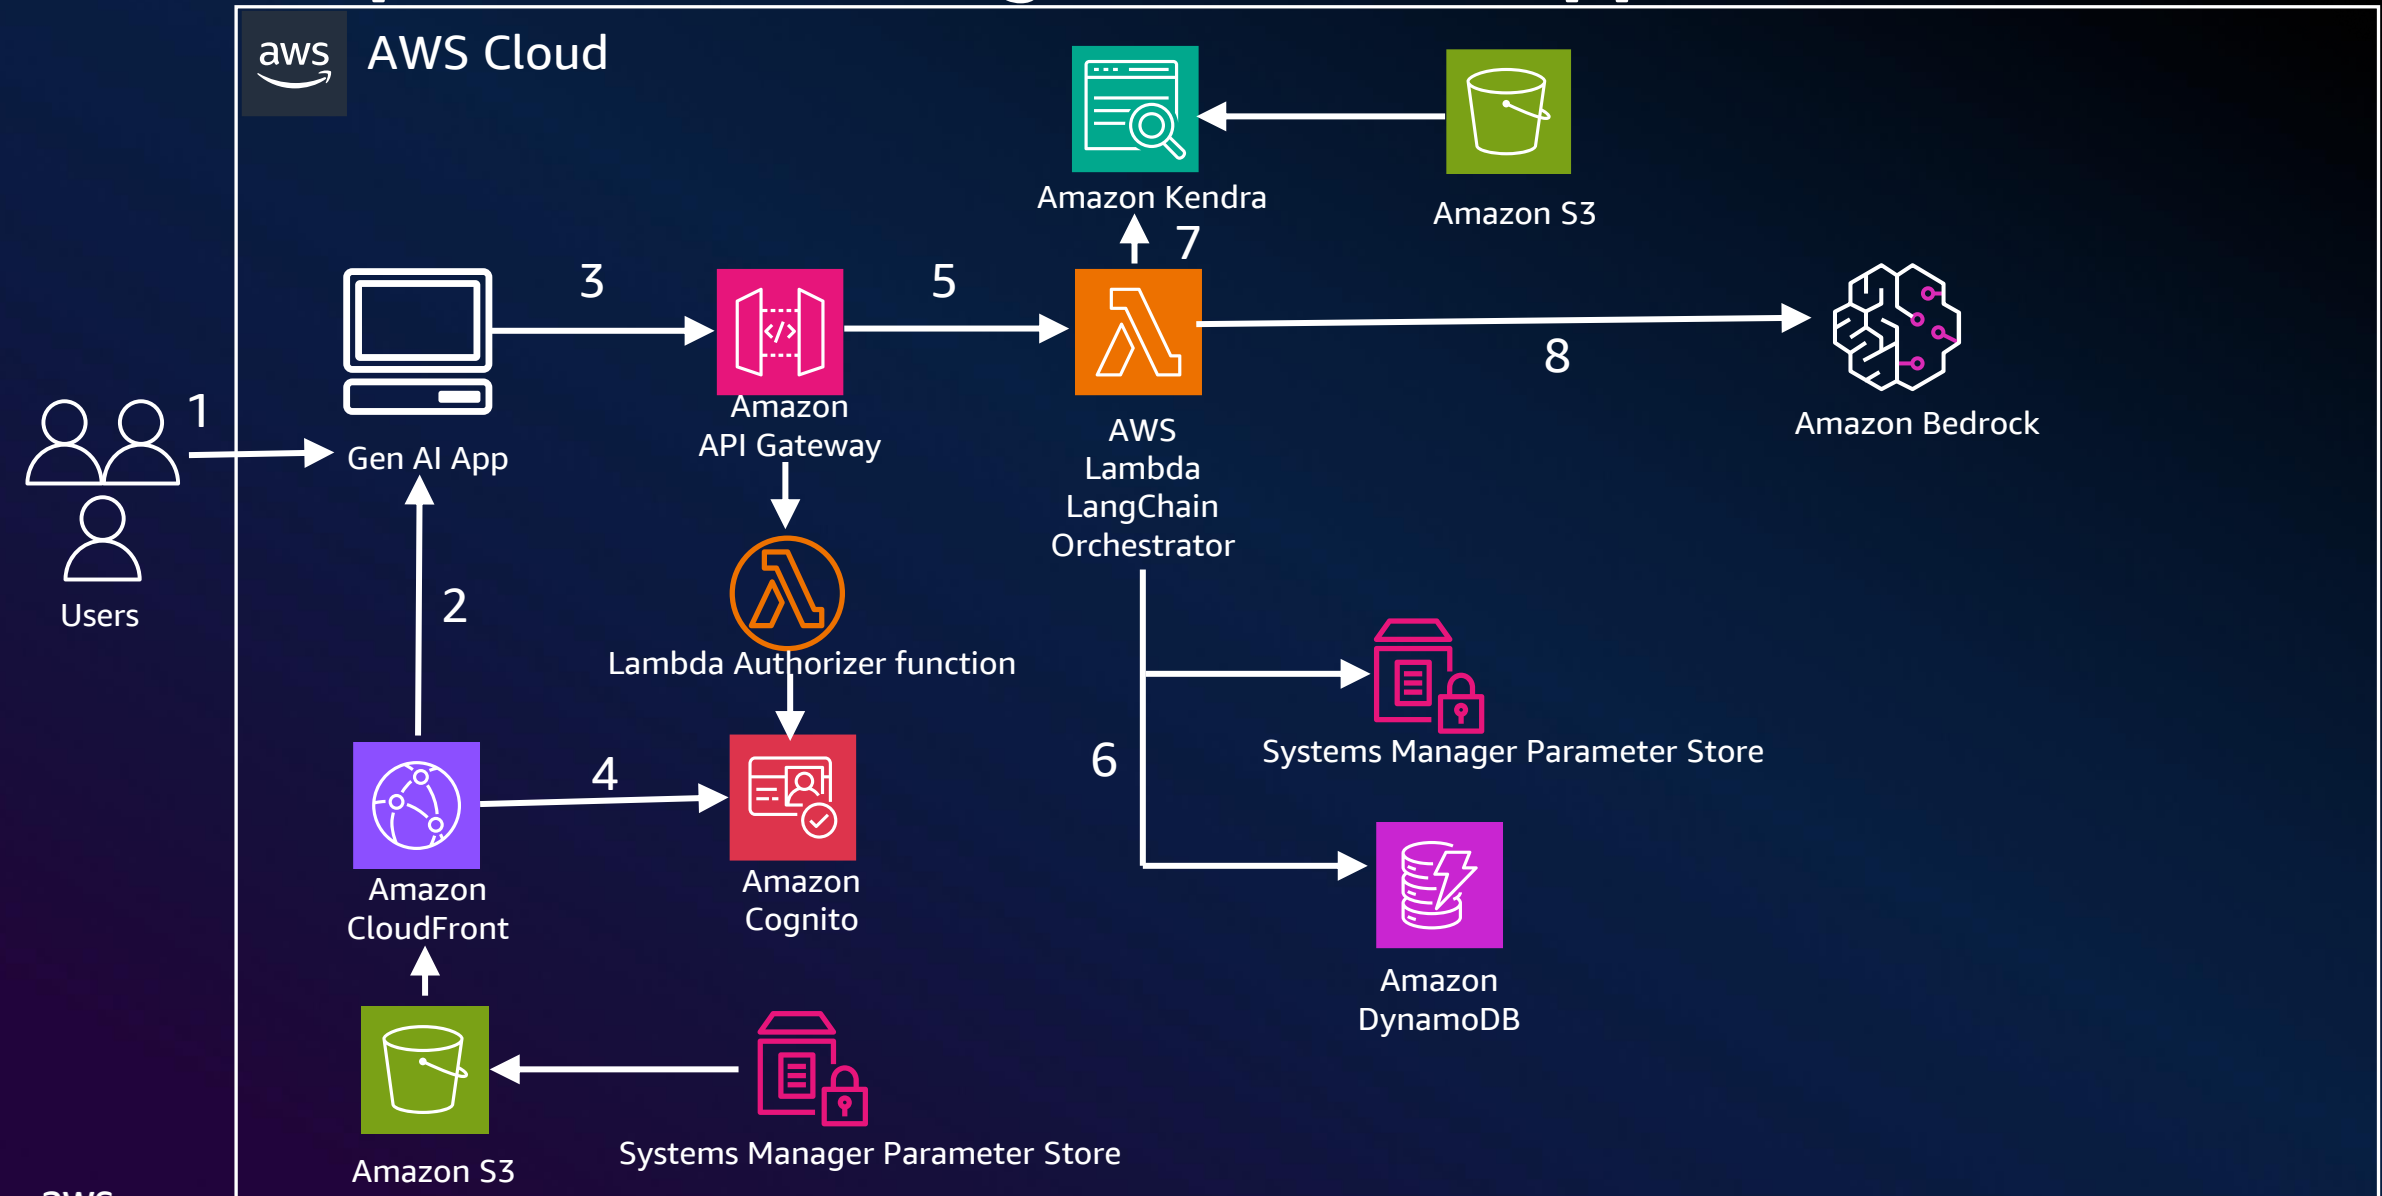 aws
AWS Cloud
Amazon Kendra
Amazon S3
7
3
5
8
1
Gen AI App
Amazon
API Gateway
AWS
Lambda
LangChain
Orchestrator
Amazon Bedrock
Users
2
Lambda Authorizer function
6
Systems Manager Parameter Store
4
Amazon
CloudFront
Amazon
Cognito
Amazon
DynamoDB
Amazon S3
Systems Manager Parameter Store
aws